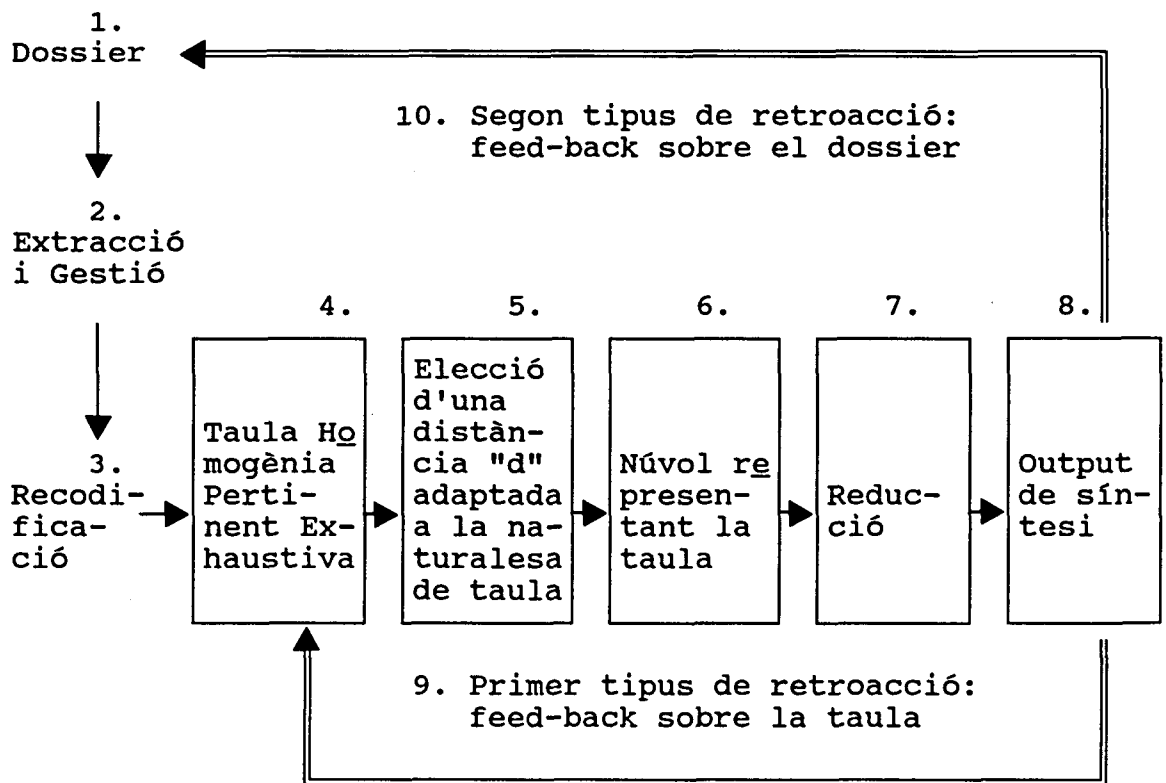 1.
Dossier
10. Segon tipus de retroacció:
feed-back sobre el dossier
2.
Extracció
i Gestió
3.
Recodi-
fica-
ció
4.
Taula Ho
mogènia
Perti-
nent Ex-
haustiva
5.
Elecció
d'una
distàn-
cia "d"
adaptada
a la na-
turalesa
de taula
6.
Núvol re
presen-
tant la
taula
7.
Reduc-
ció
8.
Output
de sín-
tesi
9. Primer tipus de retroacció:
feed-back sobre la taula